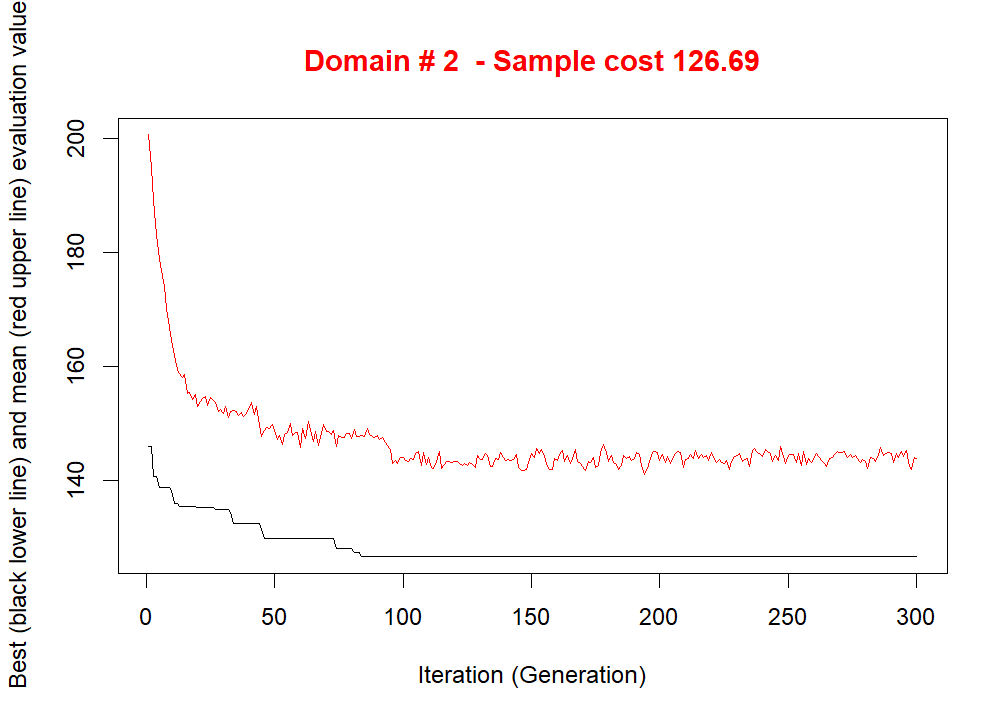 Domain # 2  - Sample cost 126.69
Best (black lower line) and mean (red upper line) evaluation value
200
180
160
140
0 50 100 150 200 250 300
Iteration (Generation)